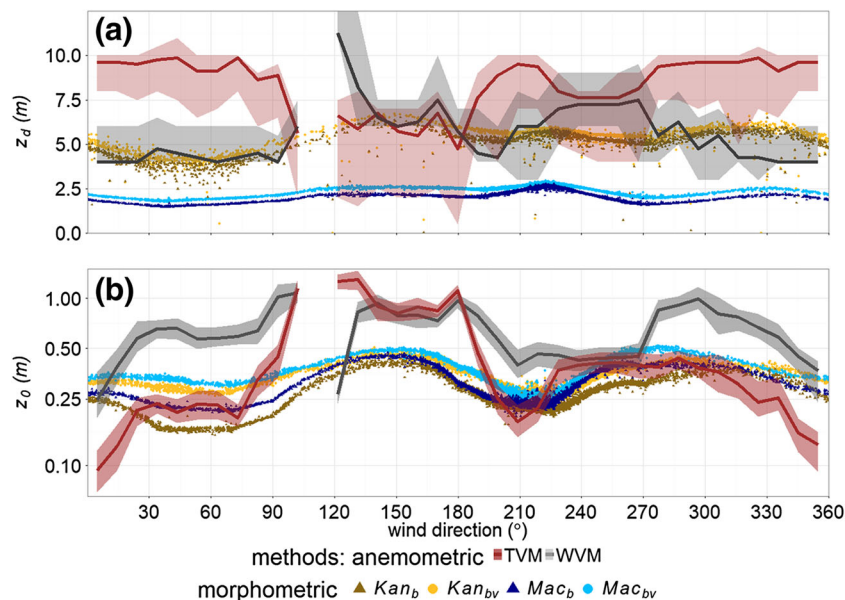 (a)
10.0
7.5
5.0
2.5
0.0
z_d (m)
(b)
1.00
0.50
0.25
0.10
z_0 (m)
30 60 90 120 150 180 210 240 270 300 330 360
wind direction (°)
methods: anemometric TVM WVM
morphometric Kan_b Kan_bv Mac_b Mac_bv